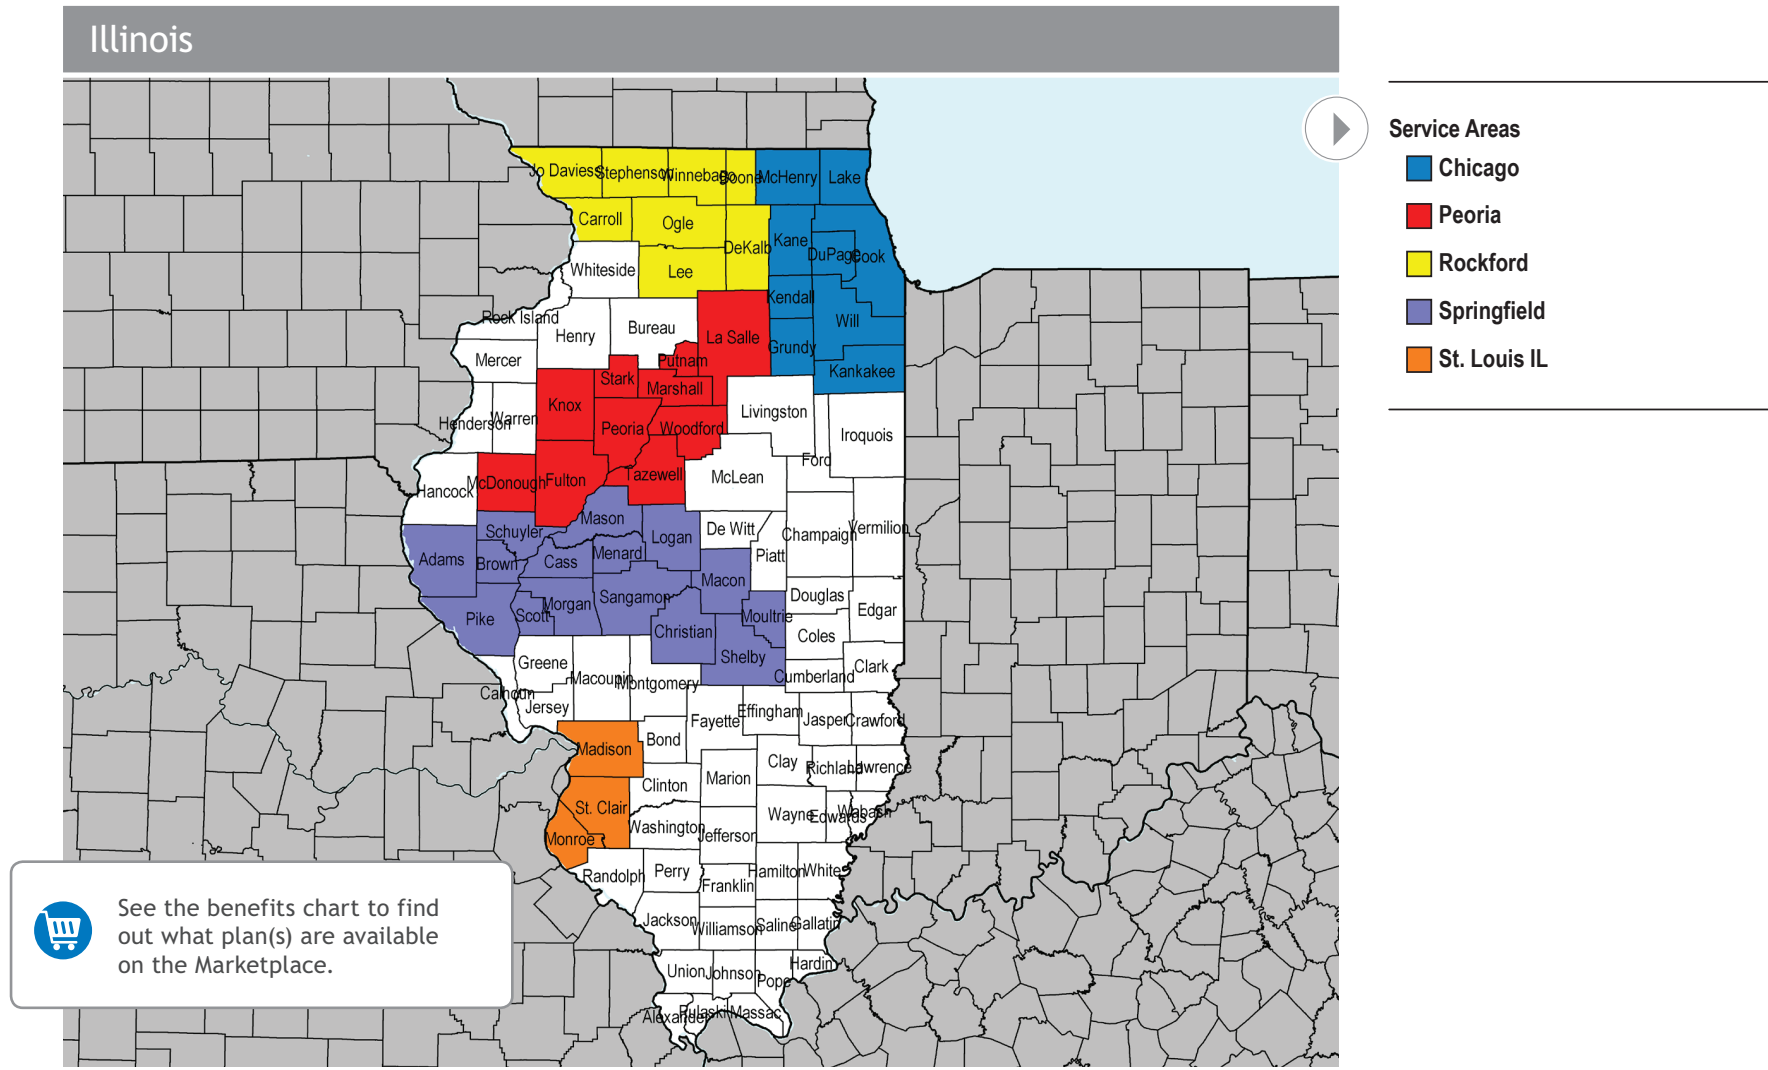 Illinois
Service Areas
Chicago
Peoria
Rockford
Springfield
St. Louis IL
Jo Daviess
Stephenson
Winnebago
Boone
McHenry
Lake
Carroll
Ogle
DeKalb
Kane
DuPage
Cook
Whiteside
Lee
Kendall
Rock Island
Henry
Bureau
La Salle
Will
Grundy
Mercer
Putnam
Kankakee
Stark
Marshall
Knox
Livingston
Henderson
Warren
Peoria
Woodford
Iroquois
Ford
Hancock
McDonough
Fulton
Tazewell
McLean
Schuyler
Mason
Logan
De Witt
Champaign
Vermilion
Adams
Brown
Cass
Menard
Piatt
Macon
Pike
Scott
Morgan
Sangamon
Douglas
Edgar
Moultrie
Christian
Coles
Shelby
Greene
Macoupin
Montgomery
Cumberland
Clark
Calhoun
Jersey
Fayette
Effingham
Jasper
Crawford
Madison
Bond
Clay
Richland
Lawrence
Marion
Clinton
St. Clair
Wayne
Edwards
Wabash
Monroe
Washington
Jefferson
Randolph
Perry
Franklin
Hamilton
White
Jackson
Williamson
Saline
Gallatin
Union
Johnson
Pope
Hardin
Alexander
Pulaski
Massac
See the benefits chart to find
out what plan(s) are available
on the Marketplace.